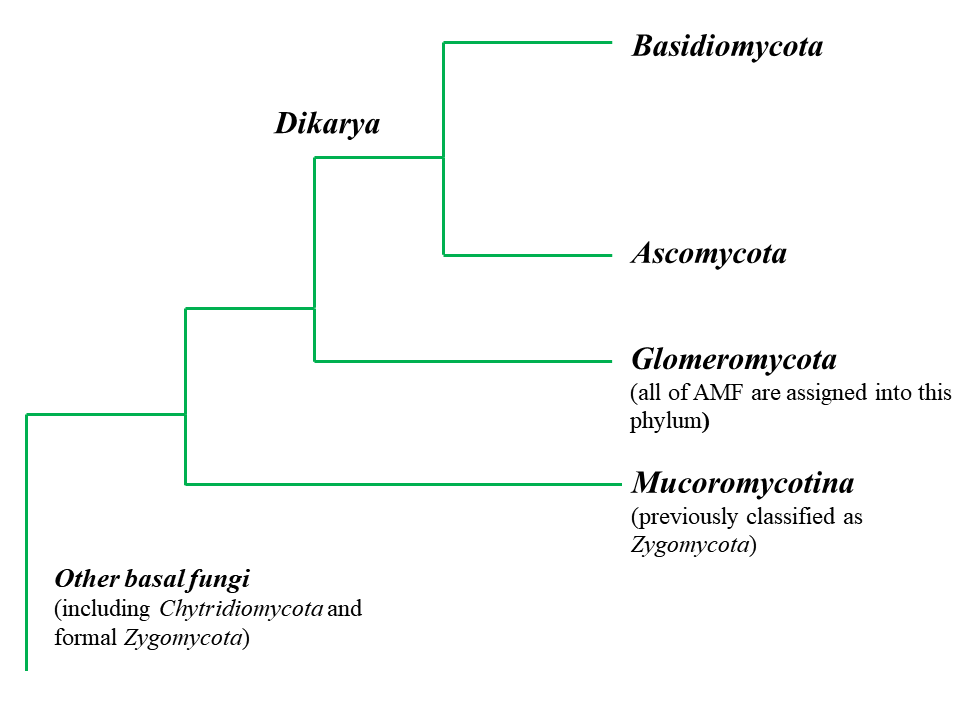 Basidiomycota
Dikarya
Ascomycota
Glomeromycota
(all of AMF are assigned into this
phylum)
Mucoromycotina
(previously classified as
Zygomycota)
Other basal fungi
(including Chytridiomycota and
formal Zygomycota)